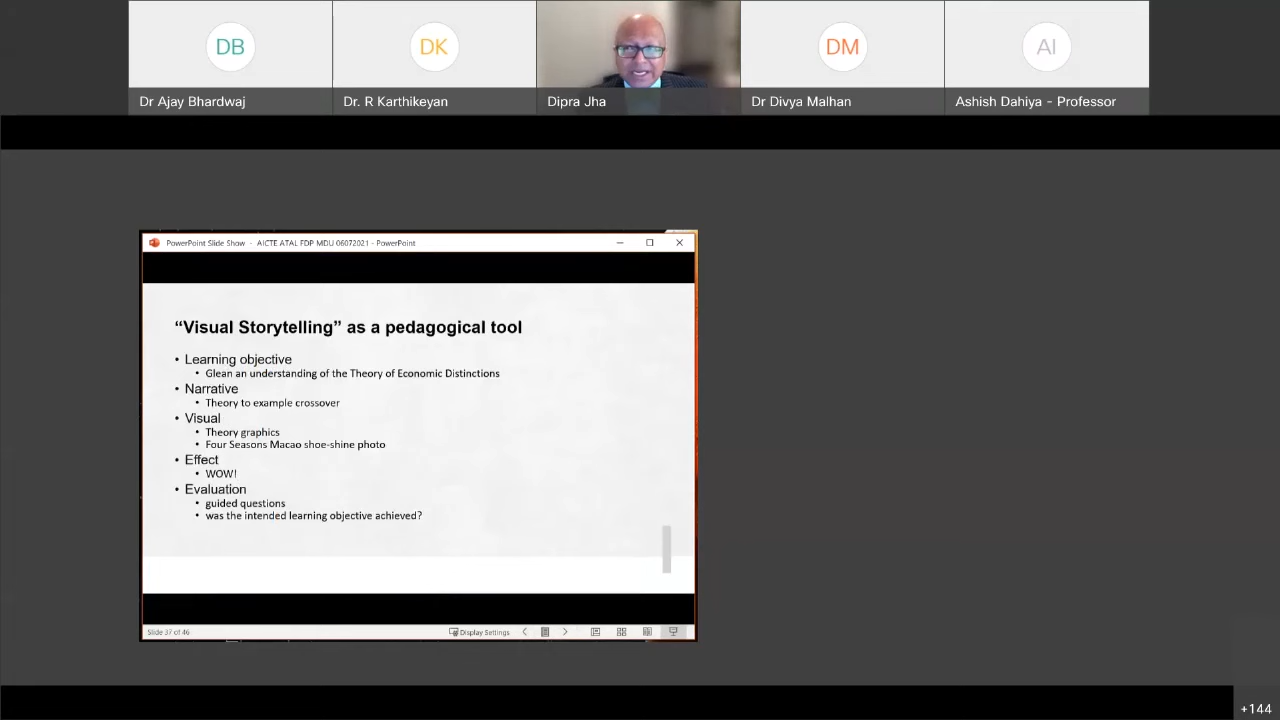 DB
DK
DM
AI
Dr Ajay Bhardwaj
Dr. R Karthikeyan
Dipra Jha
Dr Divya Malhan
Ashish Dahiya - Professor
PowerPoint Slide Show - AICTE ATAL FDP MDU 06072021 - PowerPoint
“Visual Storytelling” as a pedagogical tool
• Learning objective
• Glean an understanding of the Theory of Economic Distinctions
• Narrative
• Theory to example crossover
• Visual
• Theory graphics
• Four Seasons Macao shoe-shine photo
• Effect
• WOW!
• Evaluation
• guided questions
• was the intended learning objective achieved?
Slide 37 of 46
Display Settings
+144